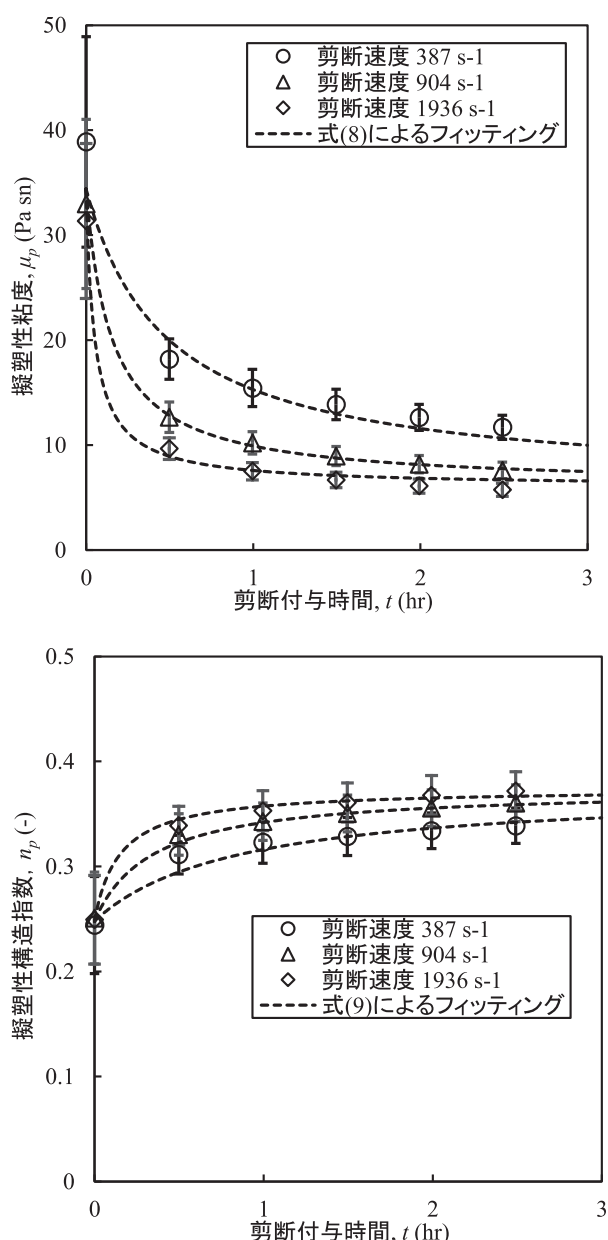 50
40
30
20
10
0
擬塑性粘度, μp (Pa sn)
剪断速度 387 s-1
剪断速度 904 s-1
剪断速度 1936 s-1
式(8)によるフィッティング
0 1 2 3
剪断付与時間, t (hr)
0.5
0.4
0.3
0.2
0.1
0
擬塑性構造指数, np (-)
剪断速度 387 s-1
剪断速度 904 s-1
剪断速度 1936 s-1
式(9)によるフィッティング
0 1 2 3
剪断付与時間, t (hr)